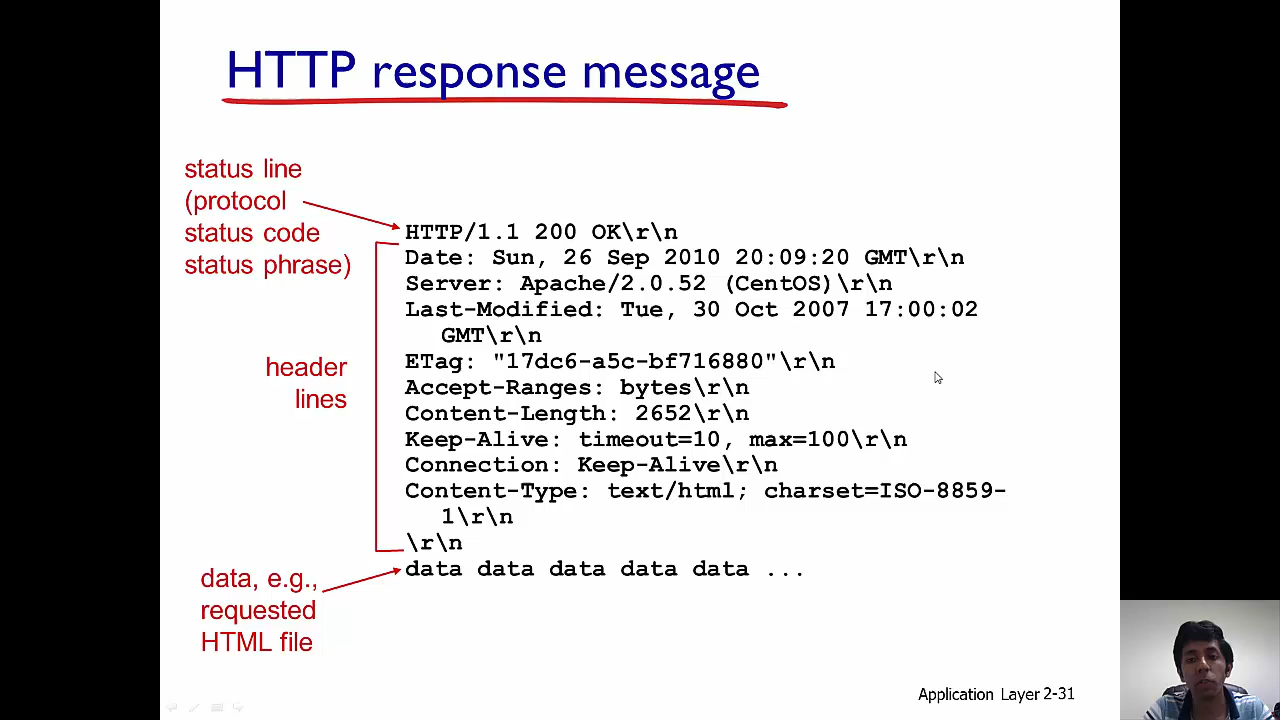 HTTP response message
status line
(protocol
status code
status phrase)
HTTP/1.1 200 OK\r\n
Date: Sun, 26 Sep 2010 20:09:20 GMT\r\n
Server: Apache/2.0.52 (CentOS)\r\n
Last-Modified: Tue, 30 Oct 2007 17:00:02
GMT\r\n
ETag: "17dc6-a5c-bf716880"\r\n
Accept-Ranges: bytes\r\n
Content-Length: 2652\r\n
Keep-Alive: timeout=10, max=100\r\n
Connection: Keep-Alive\r\n
Content-Type: text/html; charset=ISO-8859-
1\r\n
\r\n
header
lines
data data data data data ...
data, e.g.,
requested
HTML file
Application Layer 2-31